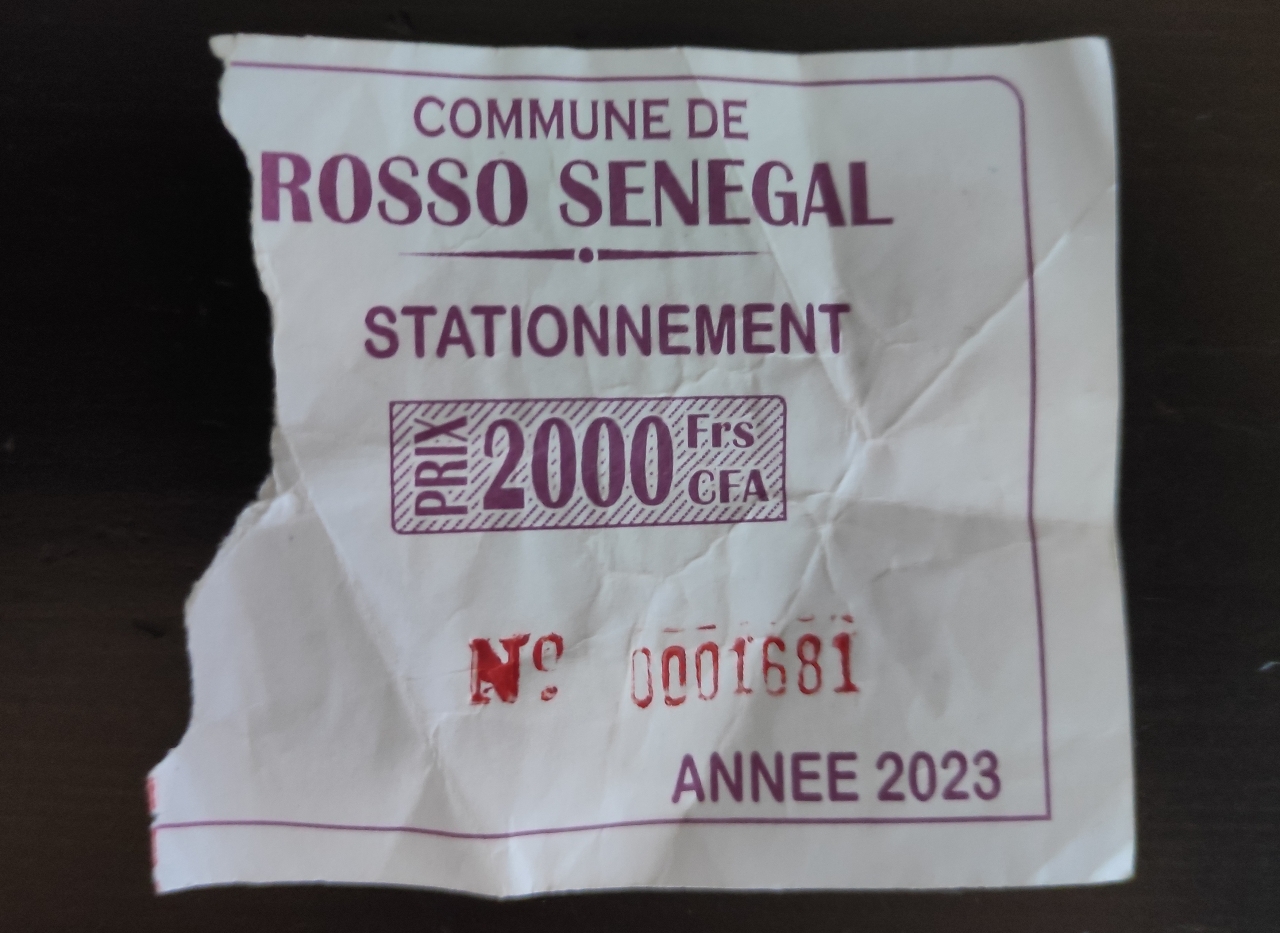 COMMUNE DE
ROSSO SENEGAL
STATIONNEMENT
PRIX 2000 Frs CFA
Nº 0001681
ANNEE 2023